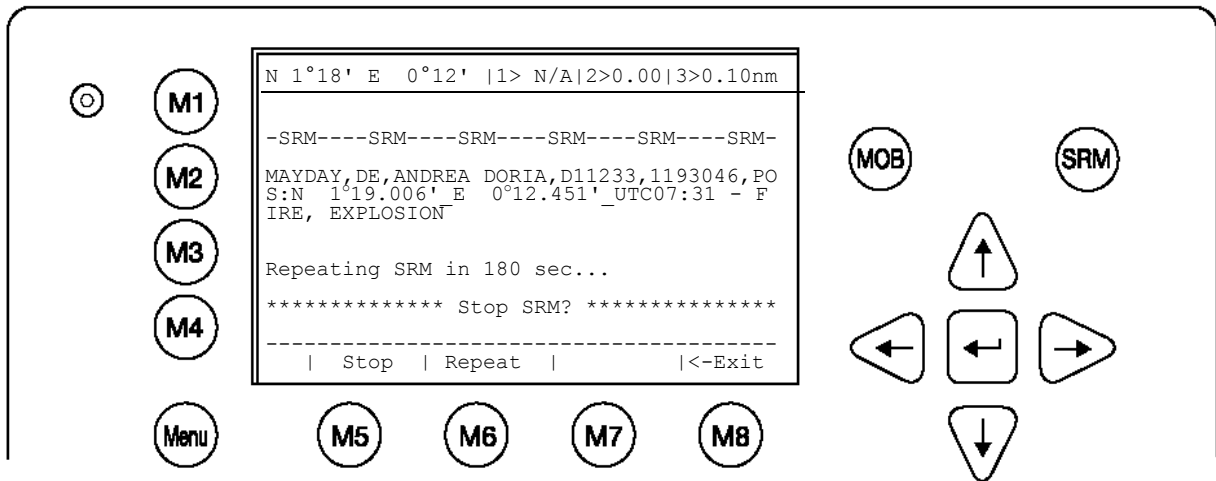 N 1°18' E 0°12' |1> N/A|2>0.00|3>0.10nm
-SRM----SRM----SRM----SRM----SRM----SRM-
MAYDAY,DE,ANDREA DORIA,D11233,1193046,PO
S:N 1°19.006'_E 0°12.451'_UTC07:31 - F
IRE, EXPLOSION
Repeating SRM in 180 sec...
************** Stop SRM? ***************
----------------------------------------
| Stop | Repeat | |<-Exit
M1
M2
M3
M4
Menu
M5
M6
M7
M8
MOB
SRM